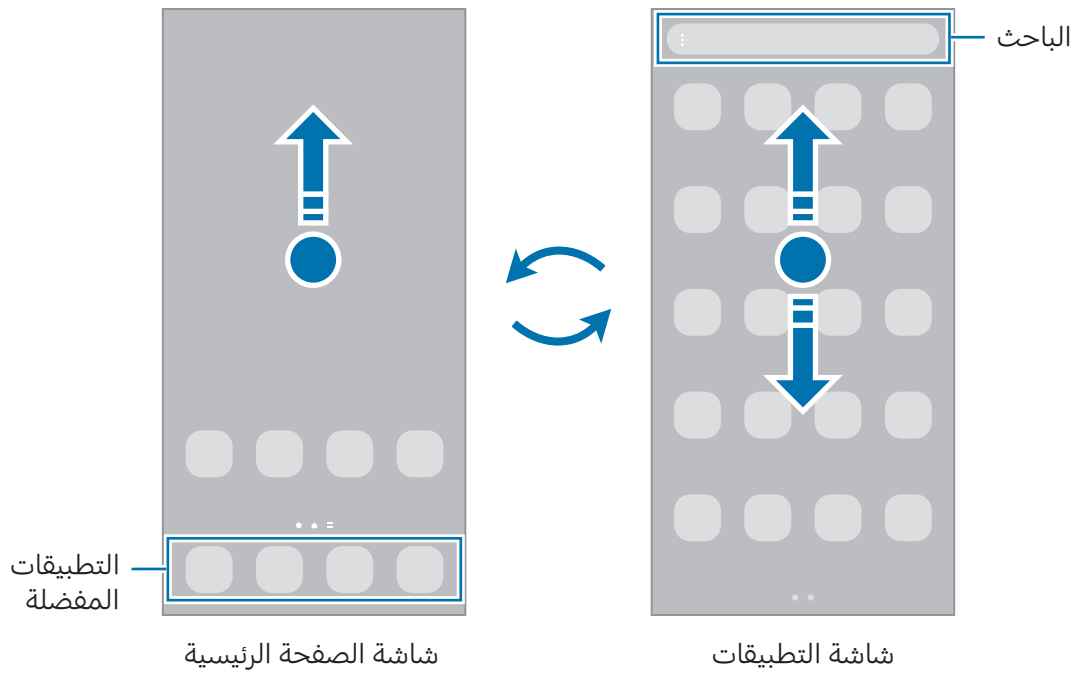 الباحث
التطبيقات
المفضلة
شاشة التطبيقات
شاشة الصفحة الرئيسية